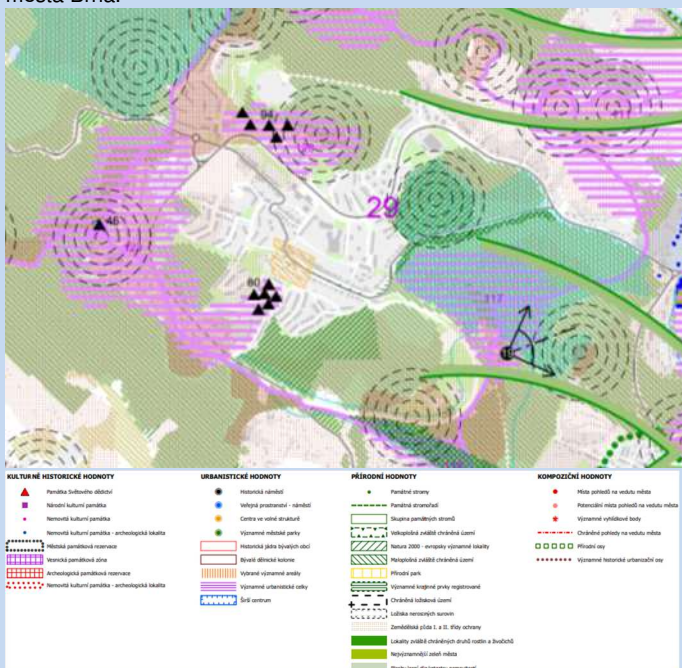 města Brna.
84
29
46
80
117
19
KULTURNĚ HISTORICKÉ HODNOTY
Památka Světového dědictví
Národní kulturní památka
Nemovitá kulturní památka
Nemovitá kulturní památka - archeologická lokalita
Městská památková rezervace
Vesnická památková zóna
Archeologická památková rezervace
Nemovitá kulturní památka - archeologická lokalita
URBANISTICKÉ HODNOTY
Historická náměstí
Veřejná prostranství - náměstí
Centra ve volné struktuře
Významné městské parky
Historická jádra bývalých obcí
Bývalé dělnické kolonie
Vybrané významné areály
Významné urbanistické celky
Širší centrum
PŘÍRODNÍ HODNOTY
Památné stromy
Památné stromořadí
Skupina památných stromů
Velkoplošná zvláště chráněná území
Natura 2000 - evropsky významné lokality
Maloplošná zvláště chráněná území
Přírodní park
Významné krajinné prvky registrované
Chráněná ložisková území
Ložiska nerostných surovin
Zemědělská půda I. a II. třídy ochrany
Lokality zvláště chráněných druhů rostlin a živočichů
Nejvýznamnější zeleň města
KOMPOZIČNÍ HODNOTY
Místa pohledů na vedutu města
Potenciální místa pohledů na vedutu města
Významné vyhlídkové body
Chráněné pohledy na vedutu města
Přírodní osy
Významné historické urbanizační osy